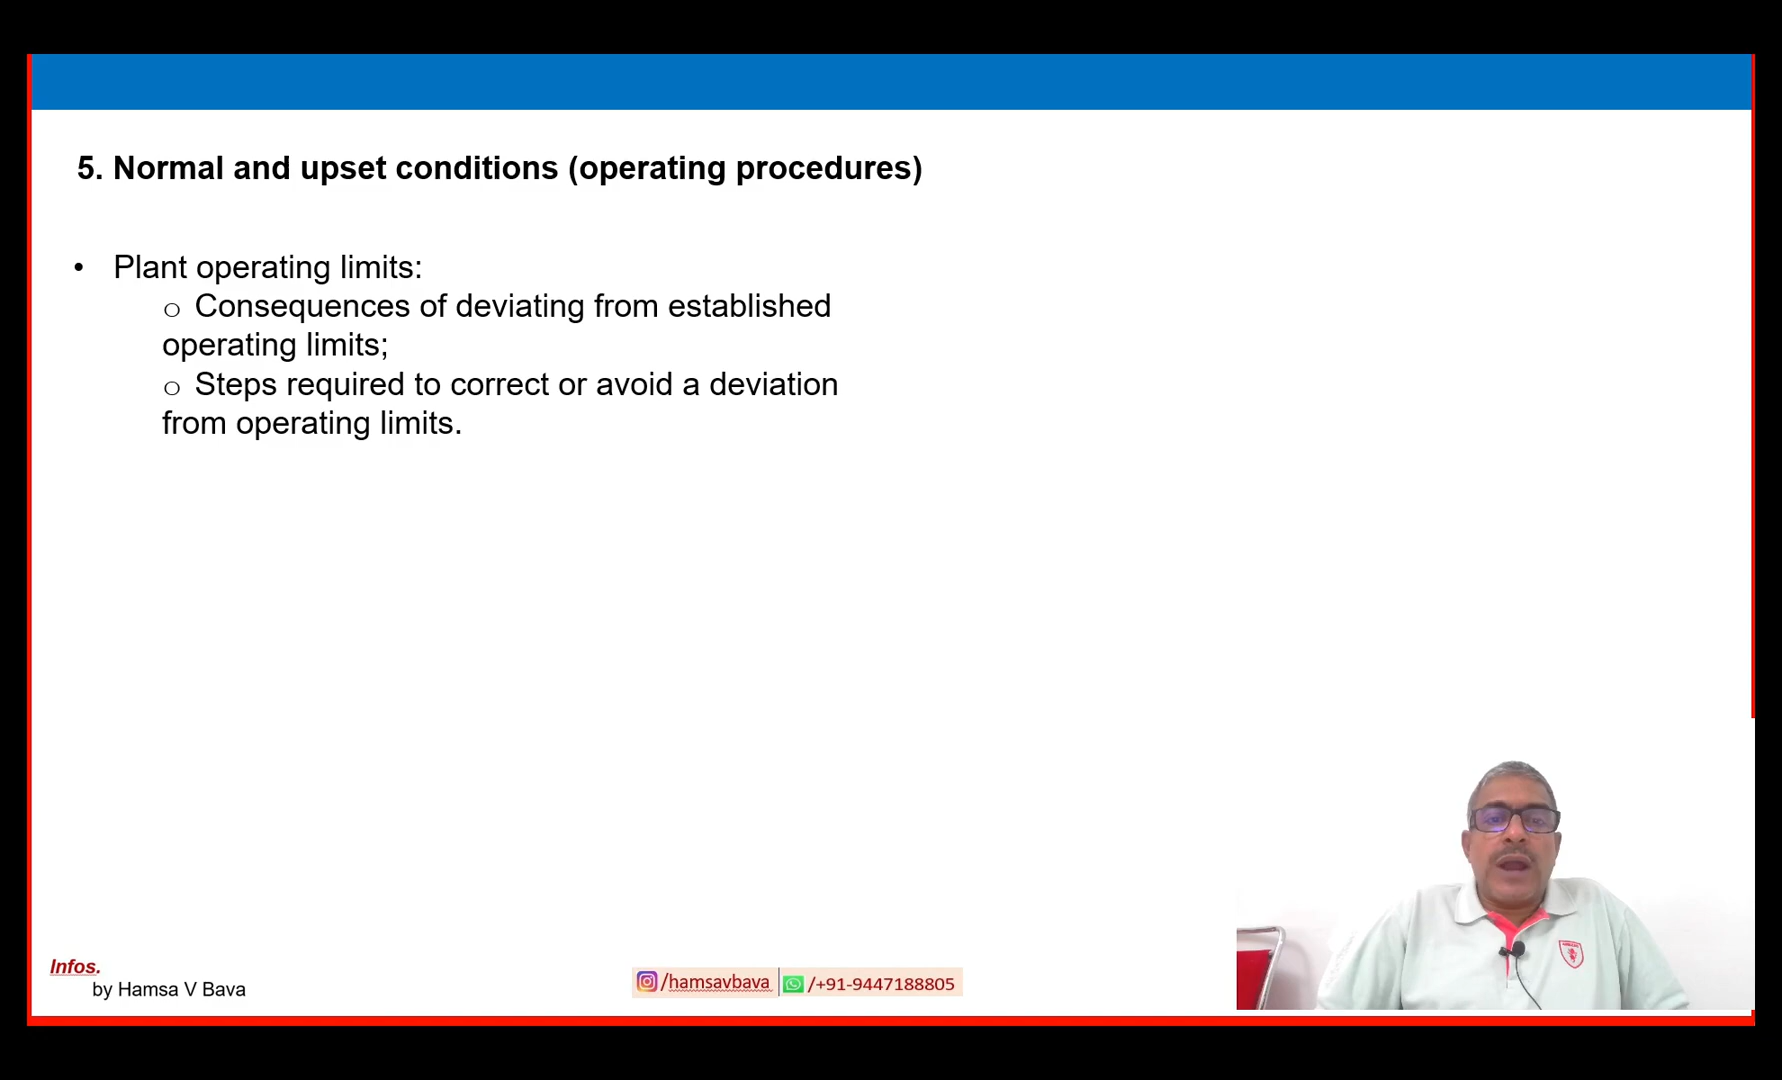 5. Normal and upset conditions (operating procedures)
• Plant operating limits:
o Consequences of deviating from established
operating limits;
o Steps required to correct or avoid a deviation
from operating limits.
Infos.
by Hamsa V Bava
/hamsavbava | /+91-9447188805